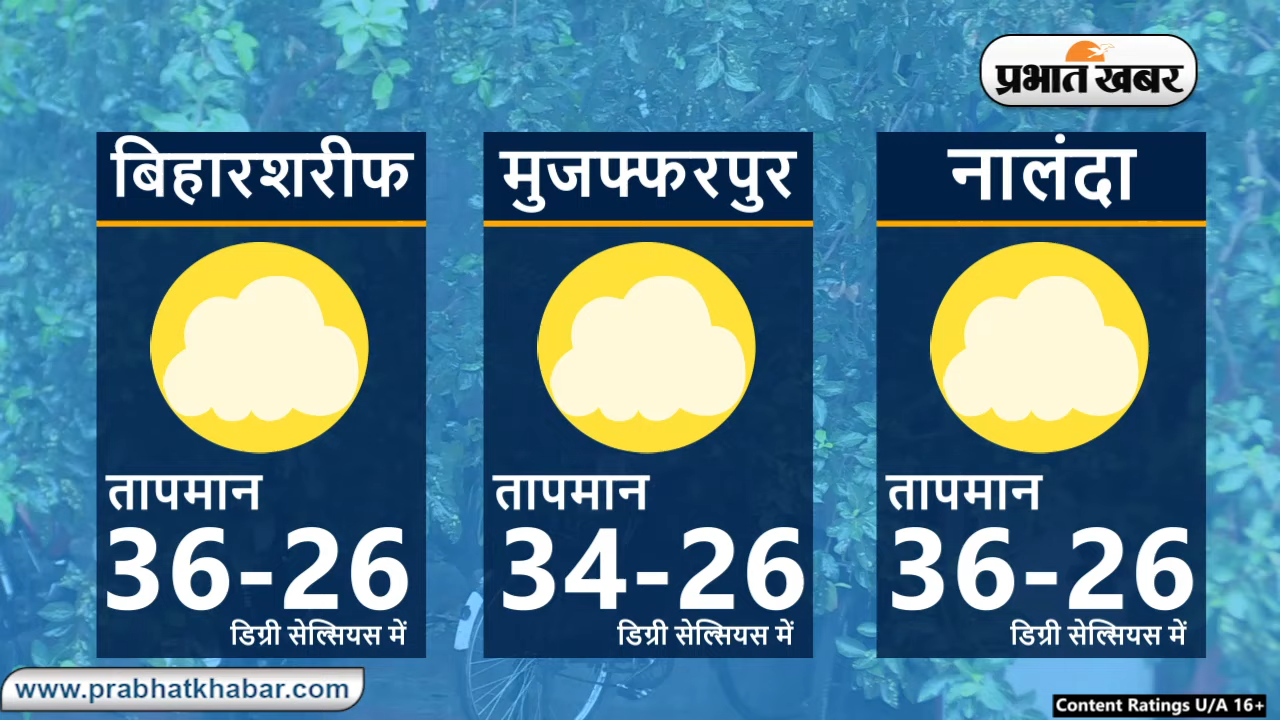 प्रभात खबर
बिहारशरीफ
तापमान
36-26
डिग्री सेल्सियस में
मुजफ्फरपुर
तापमान
34-26
डिग्री सेल्सियस में
नालंदा
तापमान
36-26
डिग्री सेल्सियस में
www.prabhatkhabar.com
Content Ratings U/A 16+